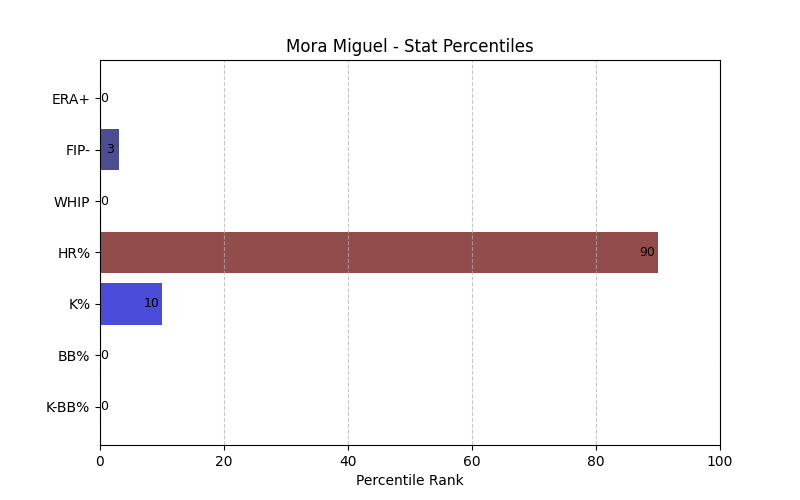 Mora Miguel - Stat Percentiles
ERA+ 0
FIP- 3
WHIP 0
HR% 90
K% 10
BB% 0
K-BB% 0
0 20 40 60 80 100
Percentile Rank